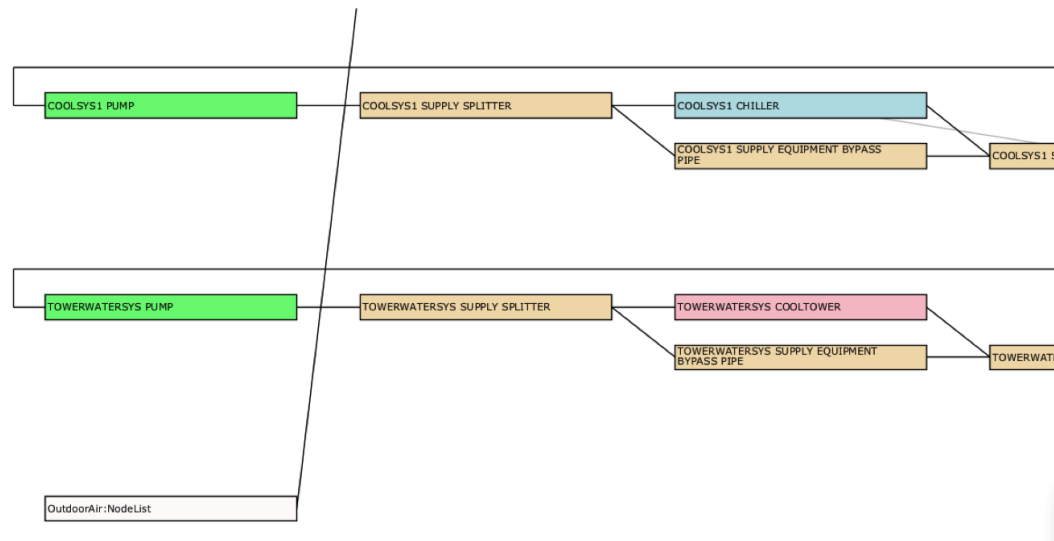 COOLSYS1 PUMP
COOLSYS1 SUPPLY SPLITTER
COOLSYS1 CHILLER
COOLSYS1 SUPPLY EQUIPMENT BYPASS
PIPE
COOLSYS1
TOWERWATERSYS PUMP
TOWERWATERSYS SUPPLY SPLITTER
TOWERWATERSYS COOLTOWER
TOWERWATERSYS SUPPLY EQUIPMENT
BYPASS PIPE
OutdoorAir:NodeList